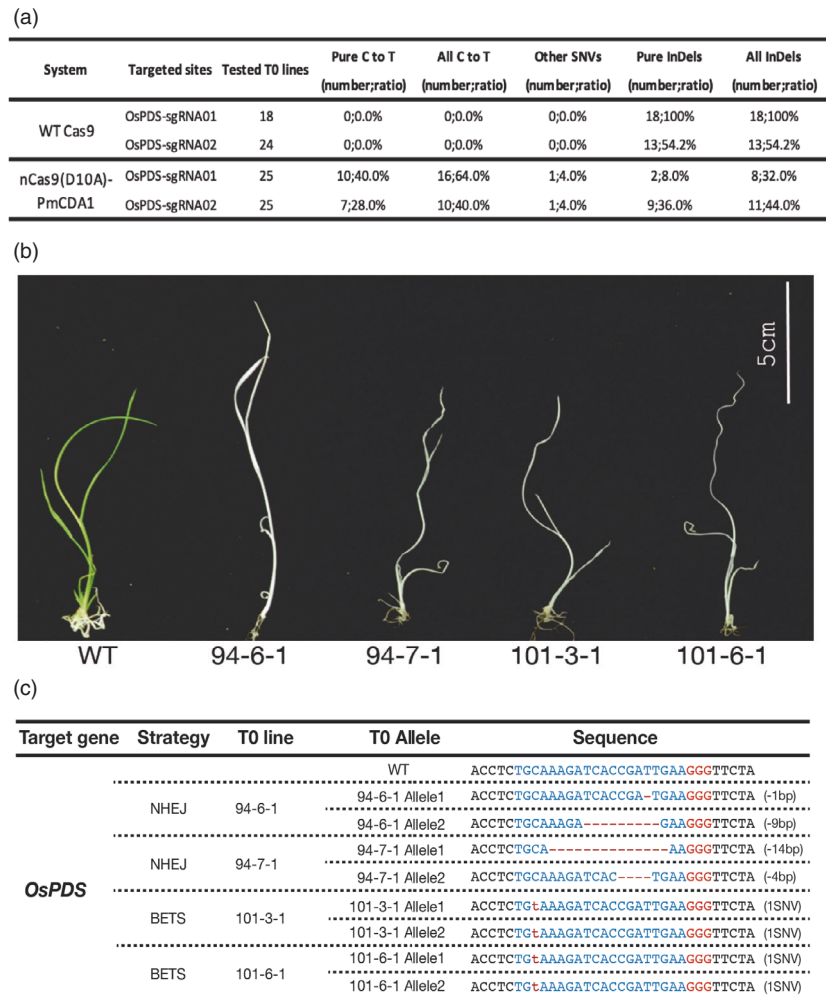 (a)
System Targeted sites Tested T0 lines Pure C to T (number;ratio) All C to T (number;ratio) Other SNVs (number;ratio) Pure InDels (number;ratio) All InDels (number;ratio)
WT Cas9 OsPDS-sgRNA01 18 0;0.0% 0;0.0% 0;0.0% 18;100% 18;100%
OsPDS-sgRNA02 24 0;0.0% 0;0.0% 0;0.0% 13;54.2% 13;54.2%
nCas9(D10A)-PmCDA1 OsPDS-sgRNA01 25 10;40.0% 16;64.0% 1;4.0% 2;8.0% 8;32.0%
OsPDS-sgRNA02 25 7;28.0% 10;40.0% 1;4.0% 9;36.0% 11;44.0%
(b)
5cm
WT 94-6-1 94-7-1 101-3-1 101-6-1
(c)
Target gene Strategy T0 line T0 Allele Sequence
WT ACCTCTGCAAAGATCACCGATTGAAGGGTTCTA
NHEJ 94-6-1 94-6-1 Allele1 ACCTCTGCAAAGATCACCGA-TGAAGGGTTCTA (-1bp)
94-6-1 Allele2 ACCTCTGCAAAGA---------GAAGGGTTCTA (-9bp)
NHEJ 94-7-1 94-7-1 Allele1 ACCTCTGCA--------------AAGGGTTCTA (-14bp)
94-7-1 Allele2 ACCTCTGCAAAGATCAC----TGAAGGGTTCTA (-4bp)
OsPDS
BETS 101-3-1 101-3-1 Allele1 ACCTCTGtAAAGATCACCGATTGAAGGGTTCTA (1SNV)
101-3-1 Allele2 ACCTCTGtAAAGATCACCGATTGAAGGGTTCTA (1SNV)
BETS 101-6-1 101-6-1 Allele1 ACCTCTGtAAAGATCACCGATTGAAGGGTTCTA (1SNV)
101-6-1 Allele2 ACCTCTGtAAAGATCACCGATTGAAGGGTTCTA (1SNV)